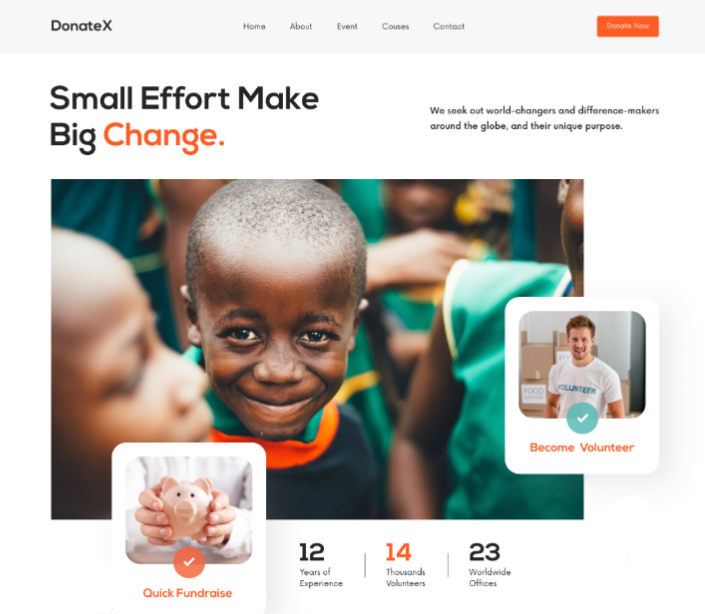 DonateX
Home About Event Couses Contact
Donate Now
Small Effort Make
Big Change.
We seek out world-changers and difference-makers
around the globe, and their unique purpose.
VOLUNTEER
FOOD
Become Volunteer
Quick Fundraise
12 14 23
Years of Thousands Worldwide
Experience Volunteers Offices